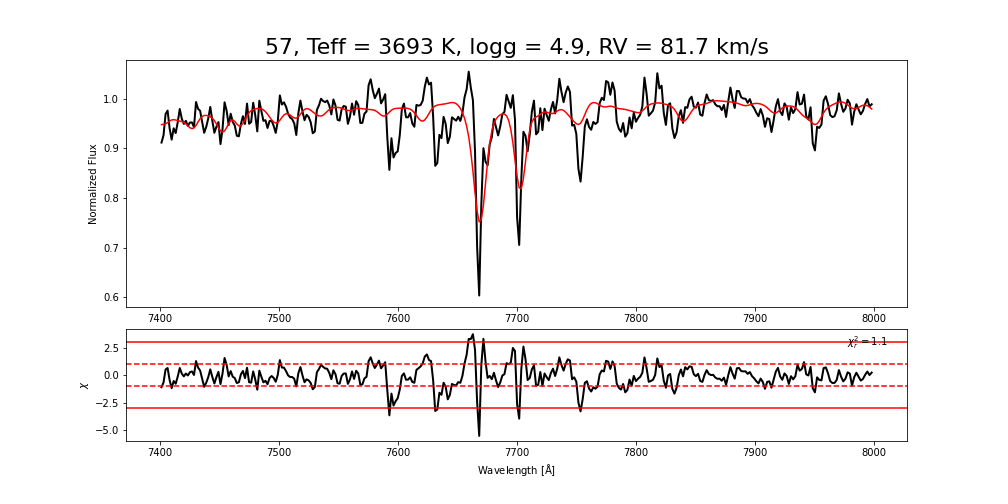 57, Teff = 3693 K, logg = 4.9, RV = 81.7 km/s
Normalized Flux
1.0
0.9
0.8
0.7
0.6
7400 7500 7600 7700 7800 7900 8000
χ
2.5
0.0
−2.5
−5.0
χ²ᵣ = 1.1
7400 7500 7600 7700 7800 7900 8000
Wavelength [Å]